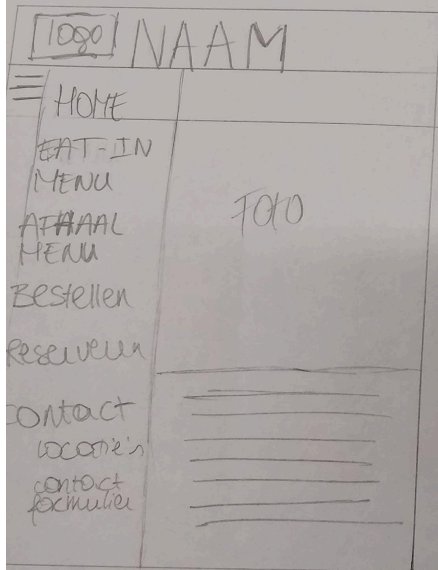 logo NAAM
HOME
EAT-IN
MENU
AFHAAL
MENU
Bestellen
Reserveren
CONTACT
LOCATIE'S
contact
formulier
FOTO